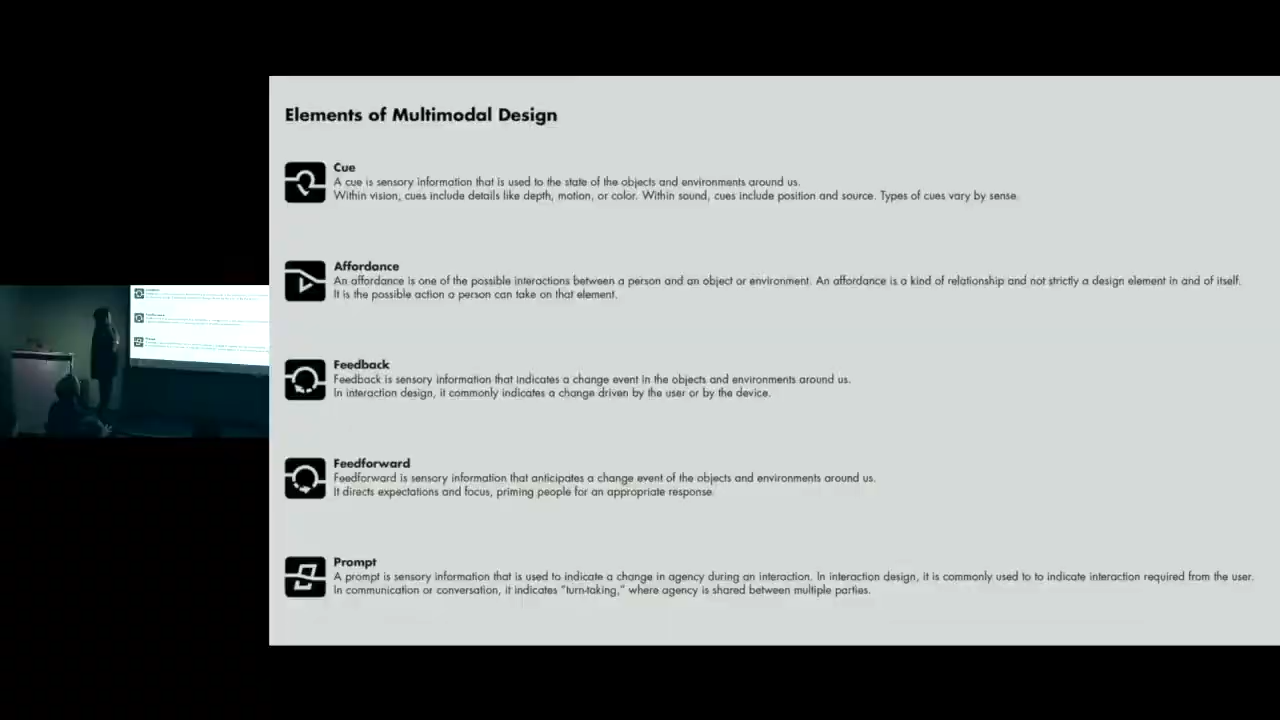 Elements of Multimodal Design
Cue
A cue is sensory information that is used to the state of the objects and environments around us.
Within vision, cues include details like depth, motion, or color. Within sound, cues include position and source. Types of cues vary by sense.
Affordance
An affordance is one of the possible interactions between a person and an object or environment. An affordance is a kind of relationship and not strictly a design element in and of itself.
It is the possible action a person can take on that element.
Feedback
Feedback is sensory information that indicates a change event in the objects and environments around us.
In interaction design, it commonly indicates a change driven by the user or by the device.
Feedforward
Feedforward is sensory information that anticipates a change event of the objects and environments around us.
It directs expectations and focus, priming people for an appropriate response.
Prompt
A prompt is sensory information that is used to indicate a change in agency during an interaction. In interaction design, it is commonly used to to indicate interaction required from the user.
In communication or conversation, it indicates "turn-taking," where agency is shared between multiple parties.